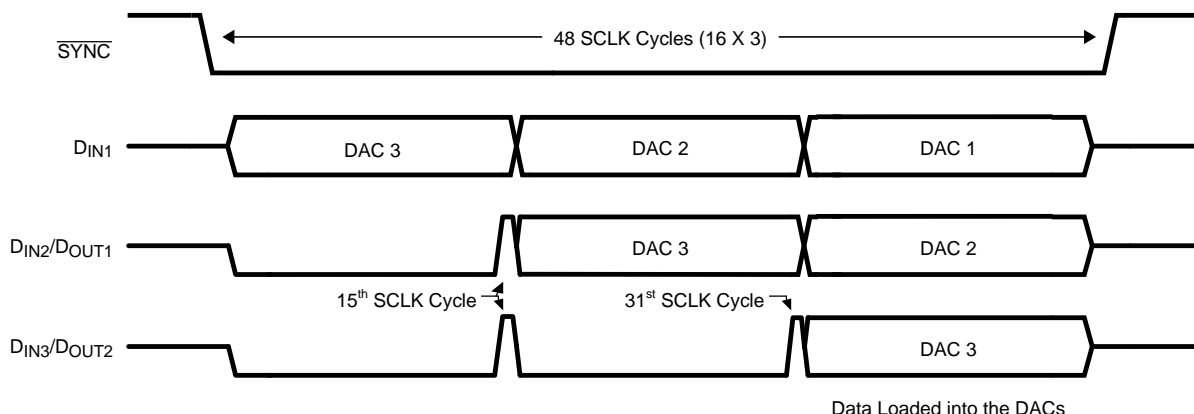 48 SCLK Cycles (16 X 3)
SYNC
DIN1
DAC 3
DAC 2
DAC 1
DIN2/DOUT1
DAC 3
DAC 2
15th SCLK Cycle
31st SCLK Cycle
DIN3/DOUT2
DAC 3
Data Loaded into the DACs